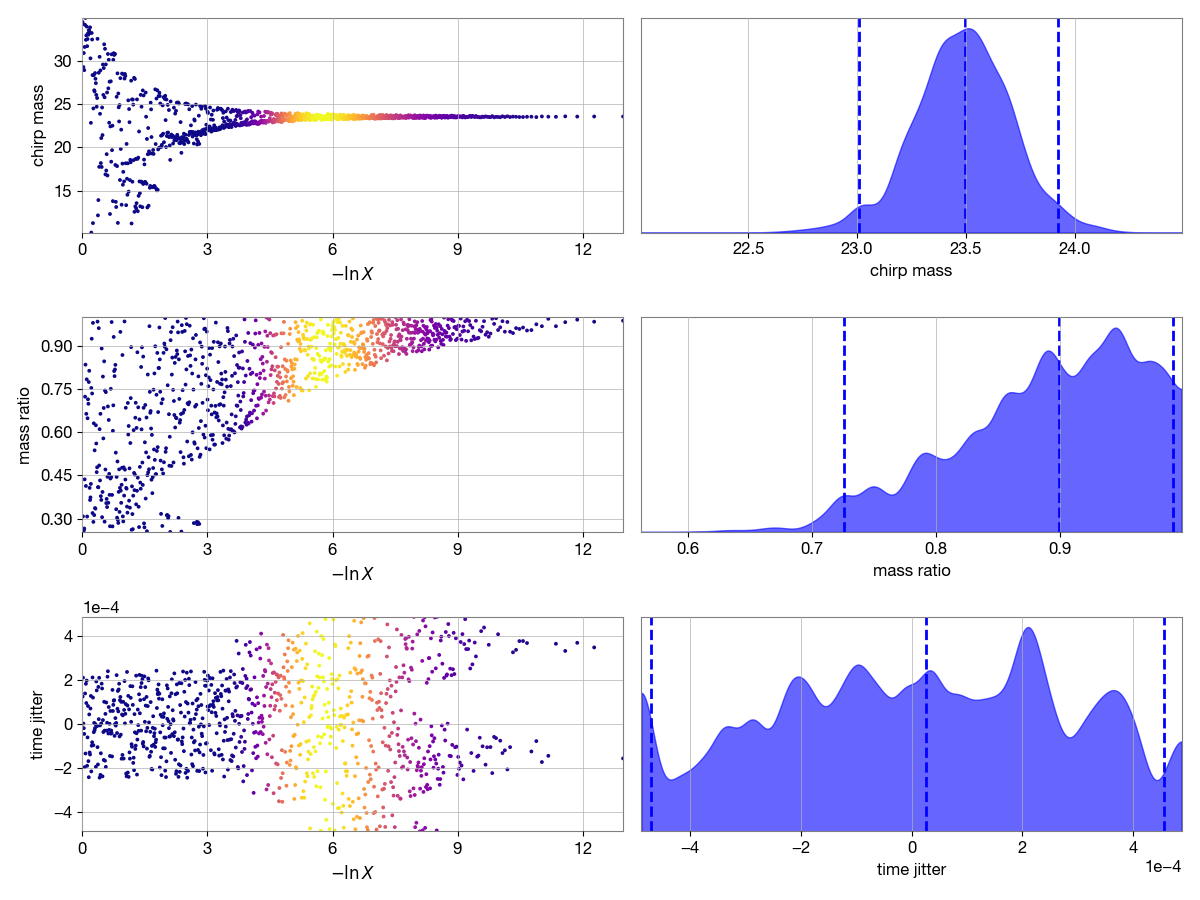 30
25
20
15
chirp mass
0 3 6 9 12
−ln X
22.5 23.0 23.5 24.0
chirp mass
0.90
0.75
0.60
0.45
0.30
mass ratio
0 3 6 9 12
−ln X
0.6 0.7 0.8 0.9
mass ratio
1e−4
4
2
0
−2
−4
time jitter
0 3 6 9 12
−ln X
−4 −2 0 2 4
1e−4
time jitter